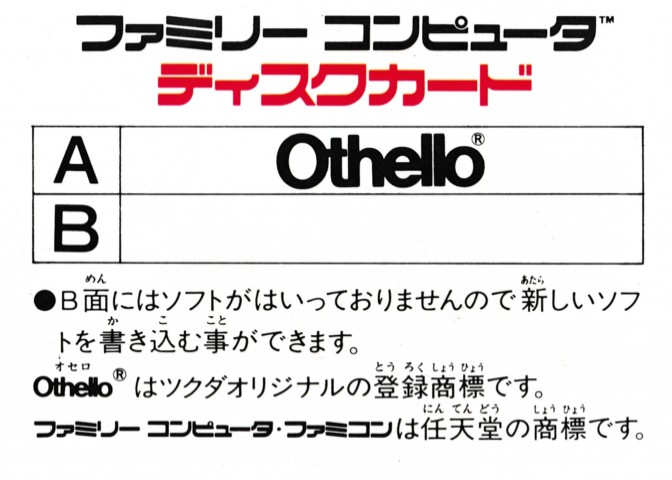 ファミリー コンピュータ™
ディスクカード
A Othello®
B
●B面にはソフトがはいっておりませんので新しいソフ
トを書き込む事ができます。
Othello®はツクダオリジナルの登録商標です。
ファミリー コンピュータ・ファミコンは任天堂の商標です。